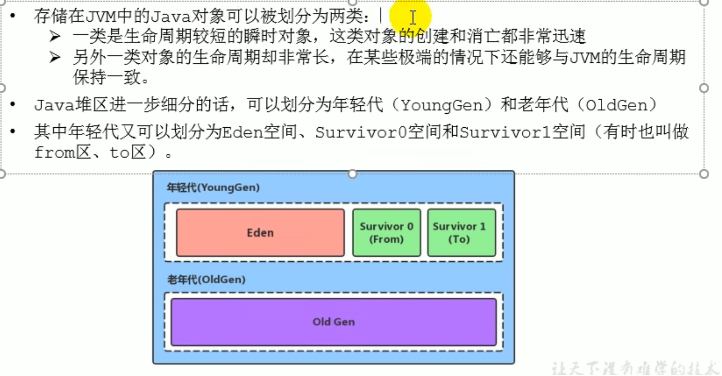 • 存储在JVM中的Java对象可以被划分为两类：
➢ 一类是生命周期较短的瞬时对象，这类对象的创建和消亡都非常迅速
➢ 另外一类对象的生命周期却非常长，在某些极端的情况下还能够与JVM的生命周期
保持一致。
• Java堆区进一步细分的话，可以划分为年轻代（YoungGen）和老年代（OldGen）
• 其中年轻代又可以划分为Eden空间、Survivor0空间和Survivor1空间（有时也叫做
from区、to区）。
年轻代(YoungGen)
Eden
Survivor 0
(From)
Survivor 1
(To)
老年代(OldGen)
Old Gen
让天下没有难学的技术